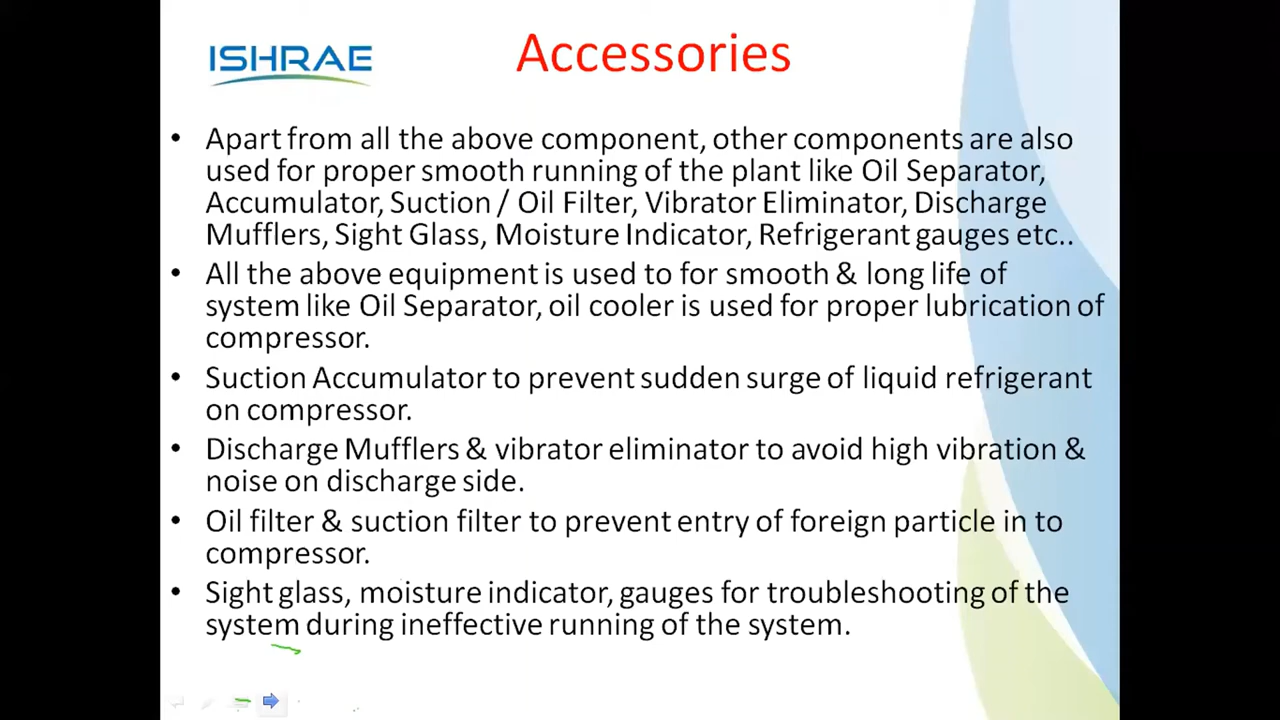 ISHRAE
Accessories
• Apart from all the above component, other components are also
used for proper smooth running of the plant like Oil Separator,
Accumulator, Suction / Oil Filter, Vibrator Eliminator, Discharge
Mufflers, Sight Glass, Moisture Indicator, Refrigerant gauges etc..
• All the above equipment is used to for smooth & long life of
system like Oil Separator, oil cooler is used for proper lubrication of
compressor.
• Suction Accumulator to prevent sudden surge of liquid refrigerant
on compressor.
• Discharge Mufflers & vibrator eliminator to avoid high vibration &
noise on discharge side.
• Oil filter & suction filter to prevent entry of foreign particle in to
compressor.
• Sight glass, moisture indicator, gauges for troubleshooting of the
system during ineffective running of the system.